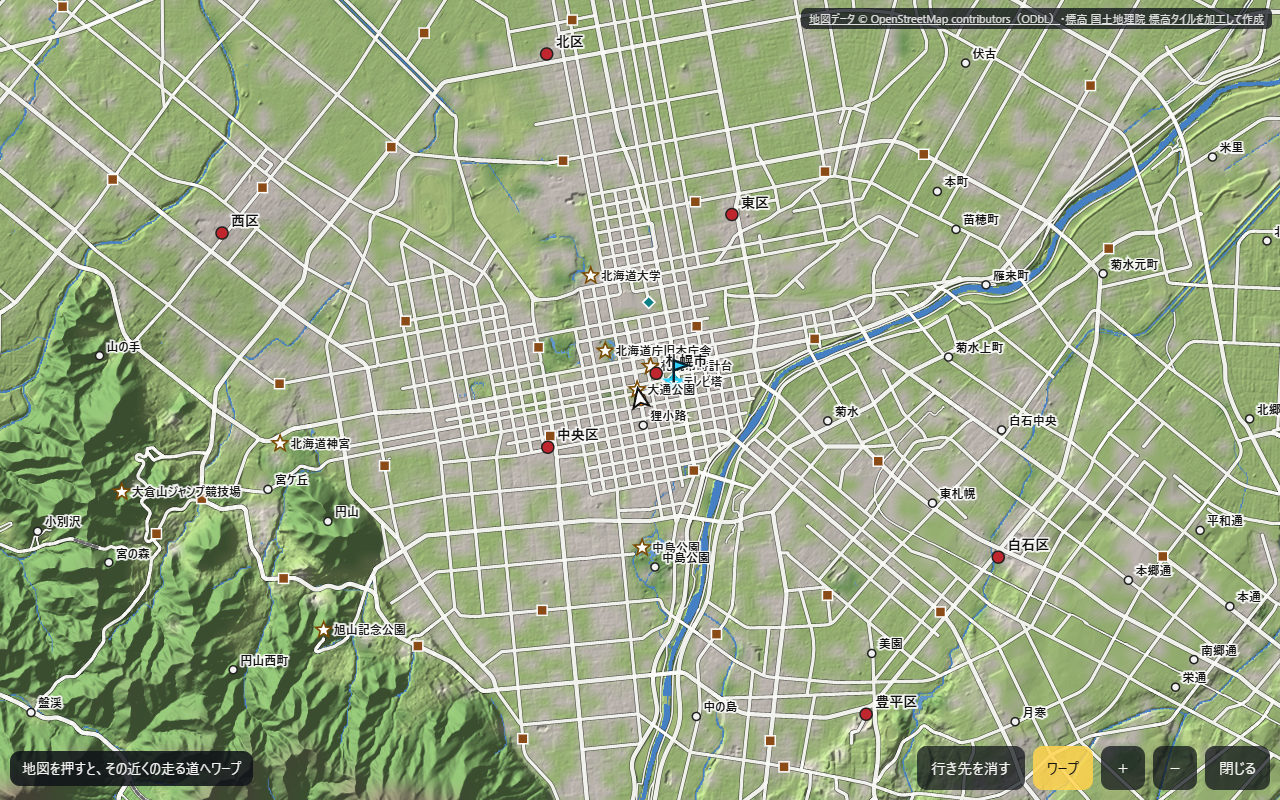 地図データ © OpenStreetMap contributors（ODbL）・標高 国土地理院 標高タイルを加工して作成
北区
伏古
米里
本町
東区
苗穂町
西区
菊水元町
北海道大学
雁来町
山の手
北海道庁旧本庁舎
菊水上町
計台
テレビ塔
大通公園
狸小路
菊水
北郷
白石中央
中央区
北海道神宮
宮ケ丘
大倉山ジャンプ競技場
東札幌
円山
小別沢
平和通
宮の森
中島公園
中島公園
白石区
本郷通
本通
旭山記念公園
美園
南郷通
円山西町
栄通
盤渓
中の島
豊平区
月寒
地図を押すと、その近くの走る道へワープ
行き先を消す
ワープ
＋
－
閉じる